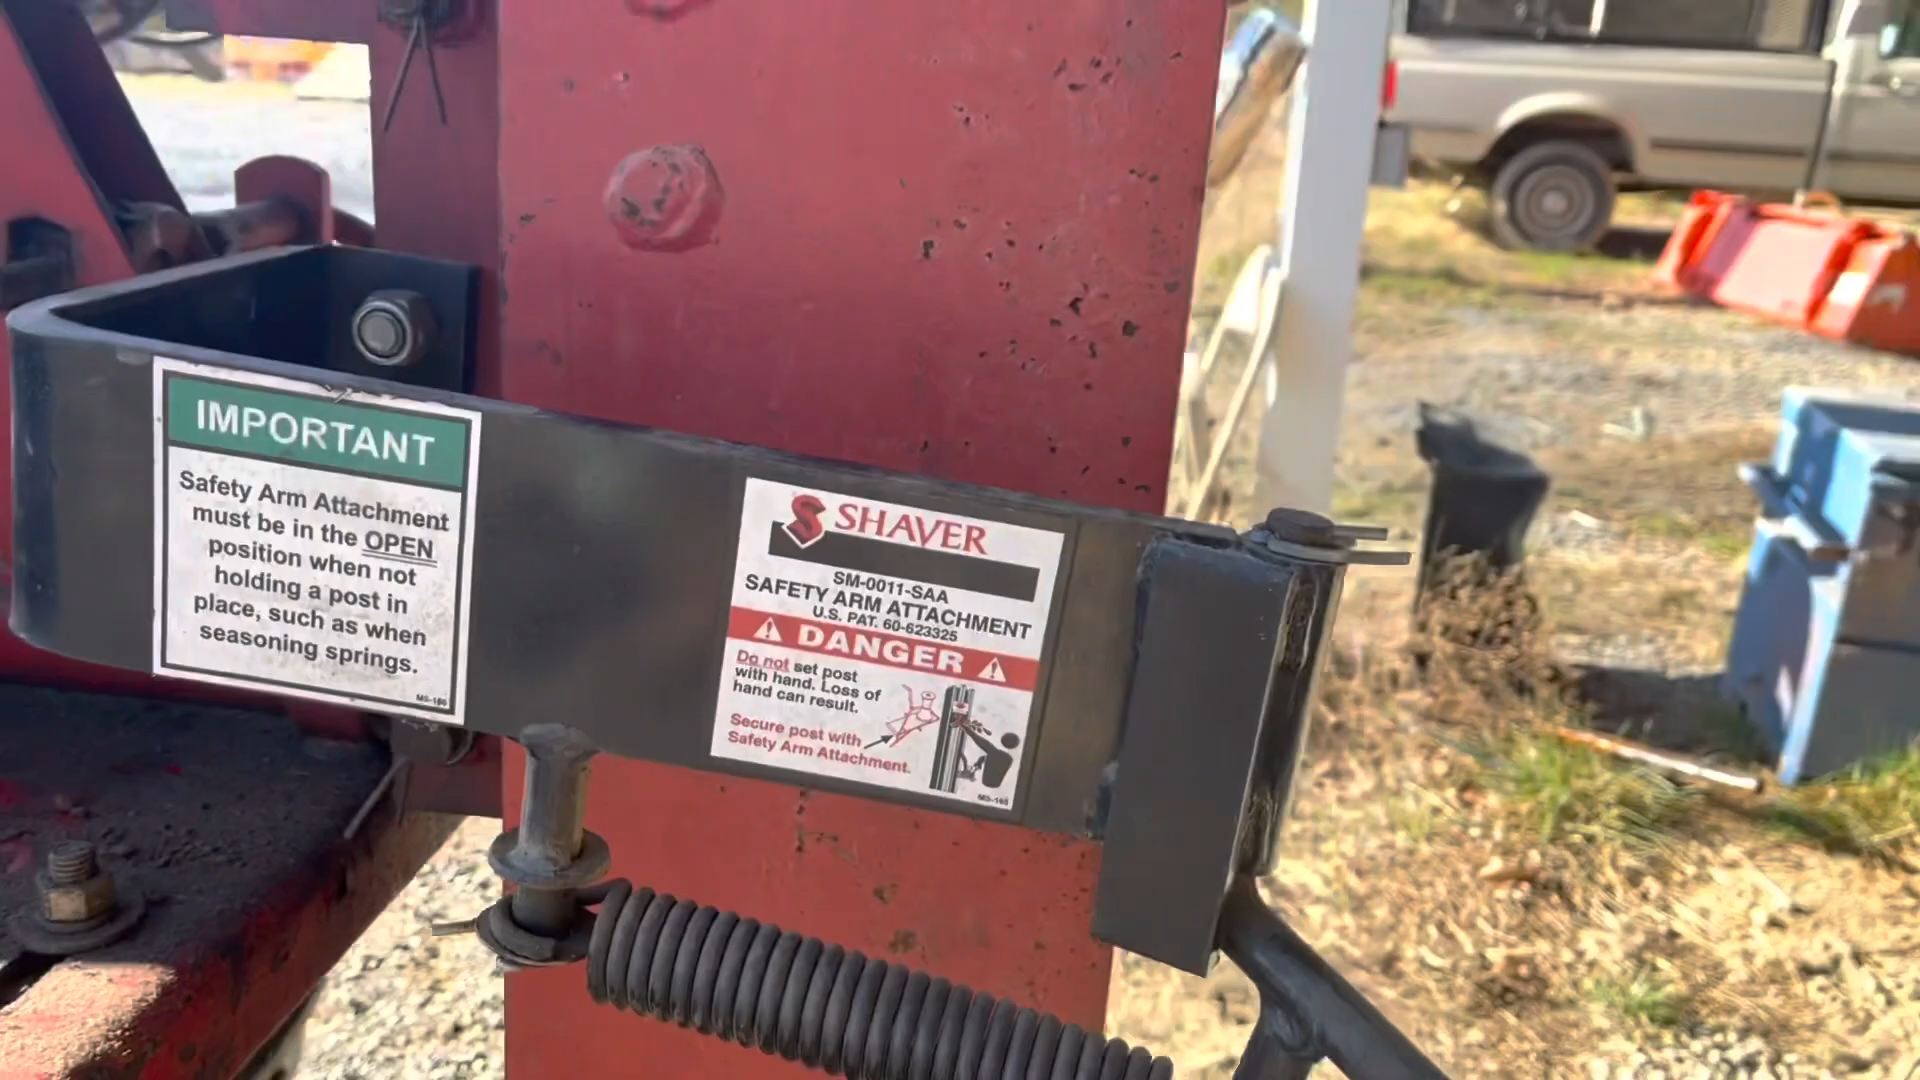 IMPORTANT
Safety Arm Attachment
must be in the OPEN
position when not
holding a post in
place, such as when
seasoning springs.
SHAVER
SM-0011-SAA
SAFETY ARM ATTACHMENT
U.S. PAT. 60-623325
DANGER
Do not set post
with hand. Loss of
hand can result.
Secure post with
Safety Arm Attachment.